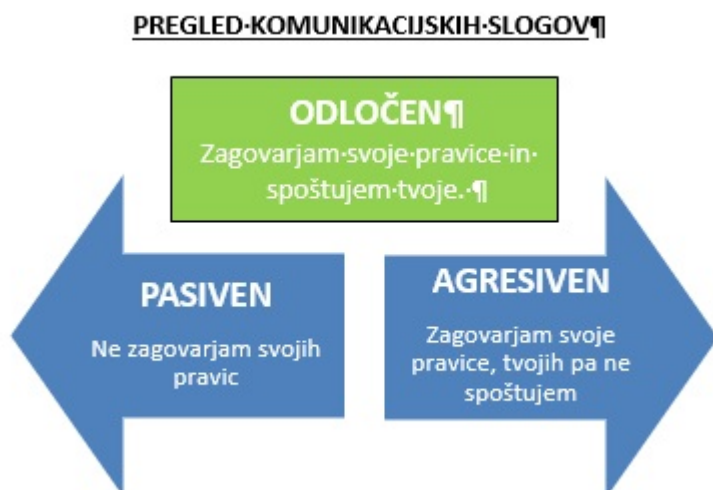 PREGLED·KOMUNIKACIJSKIH·SLOGOV¶
ODLOČEN¶
Zagovarjam·svoje·pravice·in·
spoštujem·tvoje.·¶
PASIVEN
Ne zagovarjam svojih
pravic
AGRESIVEN
Zagovarjam svoje
pravice, tvojih pa ne
spoštujem